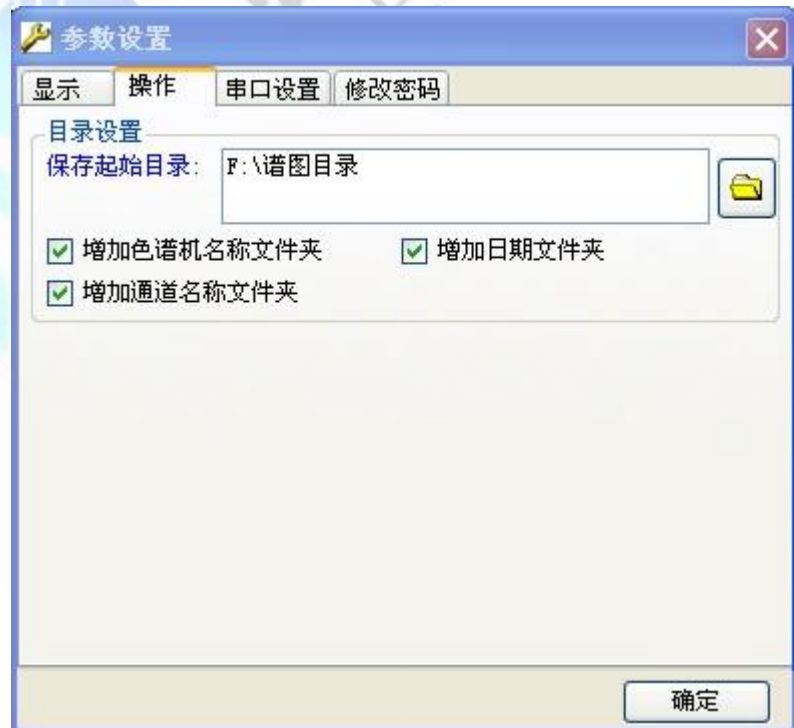 参数设置
显示 操作 串口设置 修改密码
目录设置
保存起始目录: F:\谱图目录
增加色谱机名称文件夹 增加日期文件夹
增加通道名称文件夹
确定